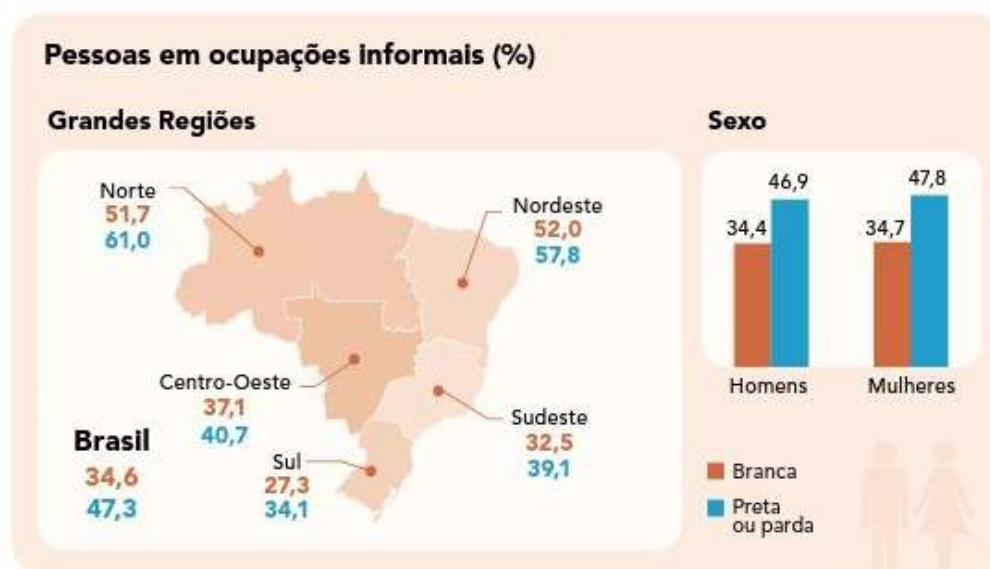 Pessoas em ocupações informais (%)
Grandes Regiões
Norte
51,7
61,0
Nordeste
52,0
57,8
Centro-Oeste
37,1
40,7
Sudeste
32,5
39,1
Sul
27,3
34,1
Brasil
34,6
47,3
Sexo
34,4
46,9
34,7
47,8
Homens
Mulheres
Branca
Preta
ou parda